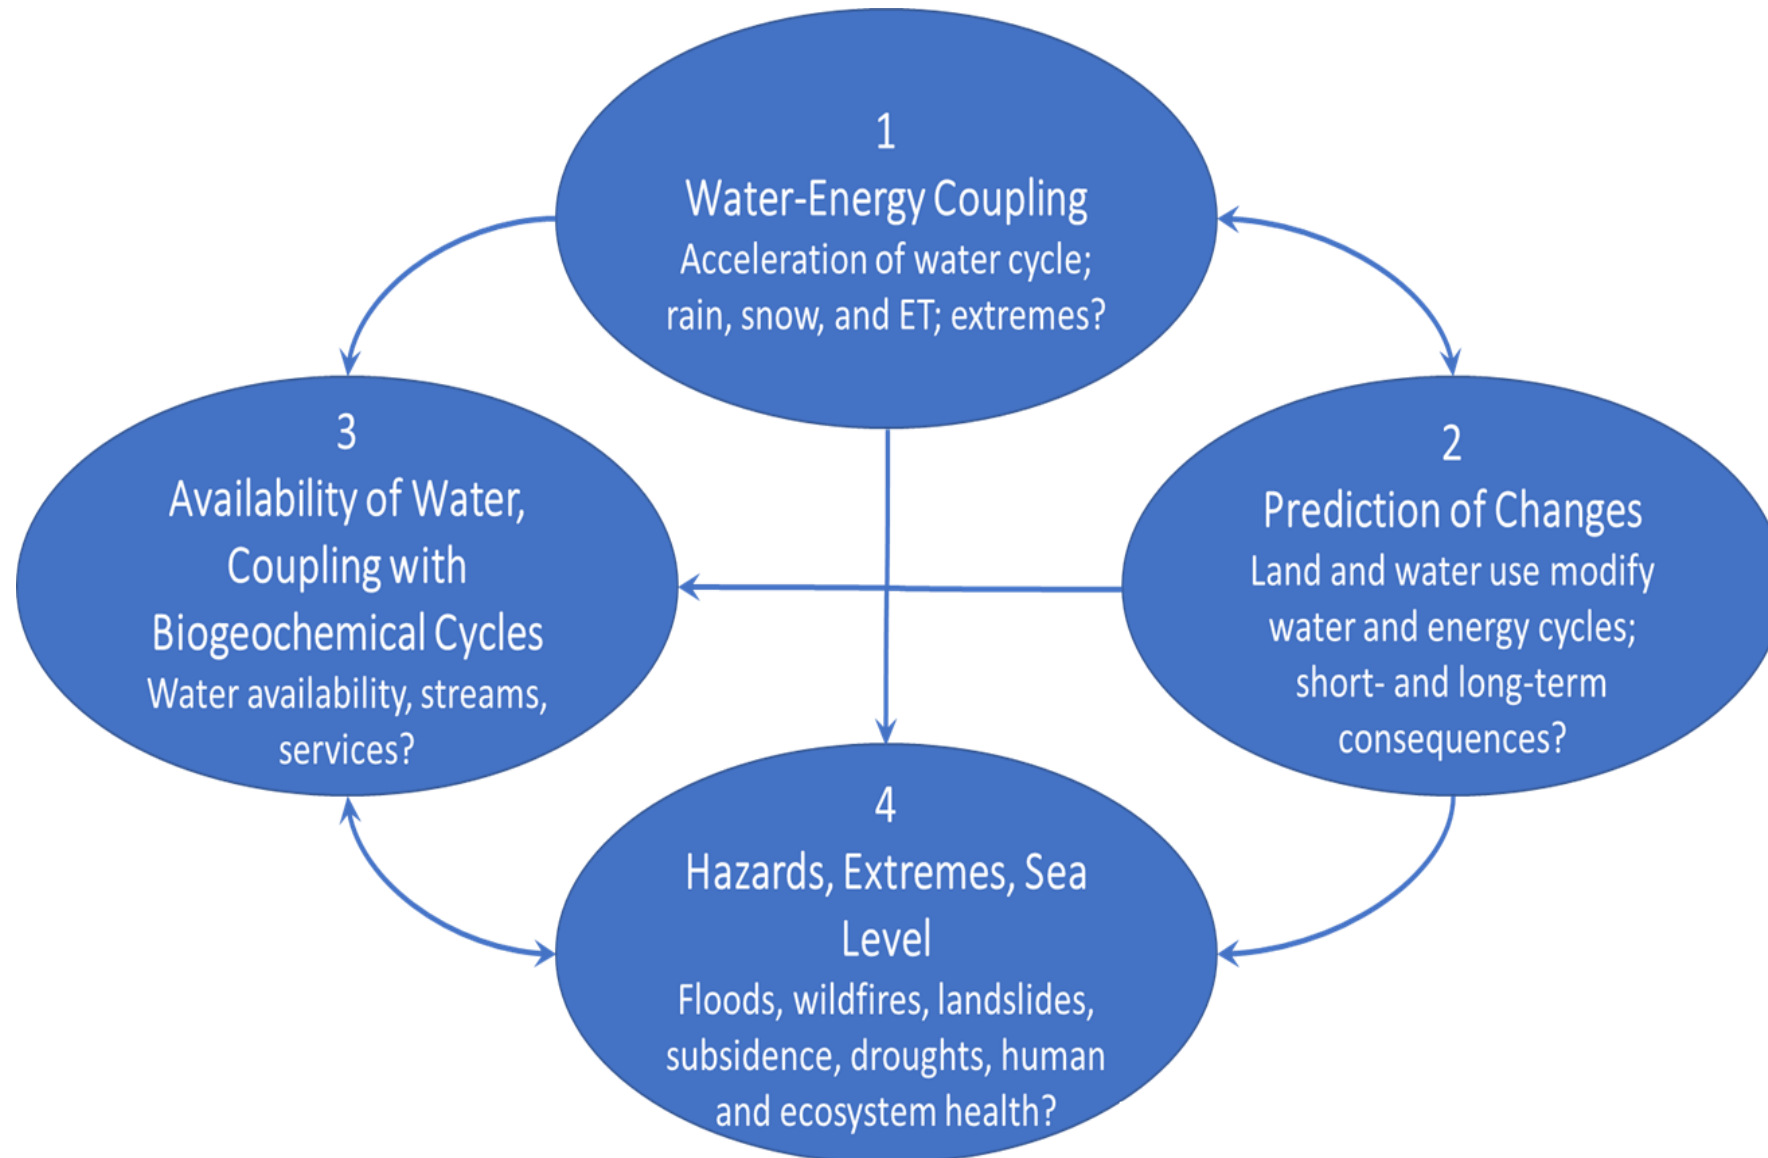 1
Water-Energy Coupling
Acceleration of water cycle;
rain, snow, and ET; extremes?
3
Availability of Water,
Coupling with
Biogeochemical Cycles
Water availability, streams,
services?
2
Prediction of Changes
Land and water use modify
water and energy cycles;
short- and long-term
consequences?
4
Hazards, Extremes, Sea
Level
Floods, wildfires, landslides,
subsidence, droughts, human
and ecosystem health?